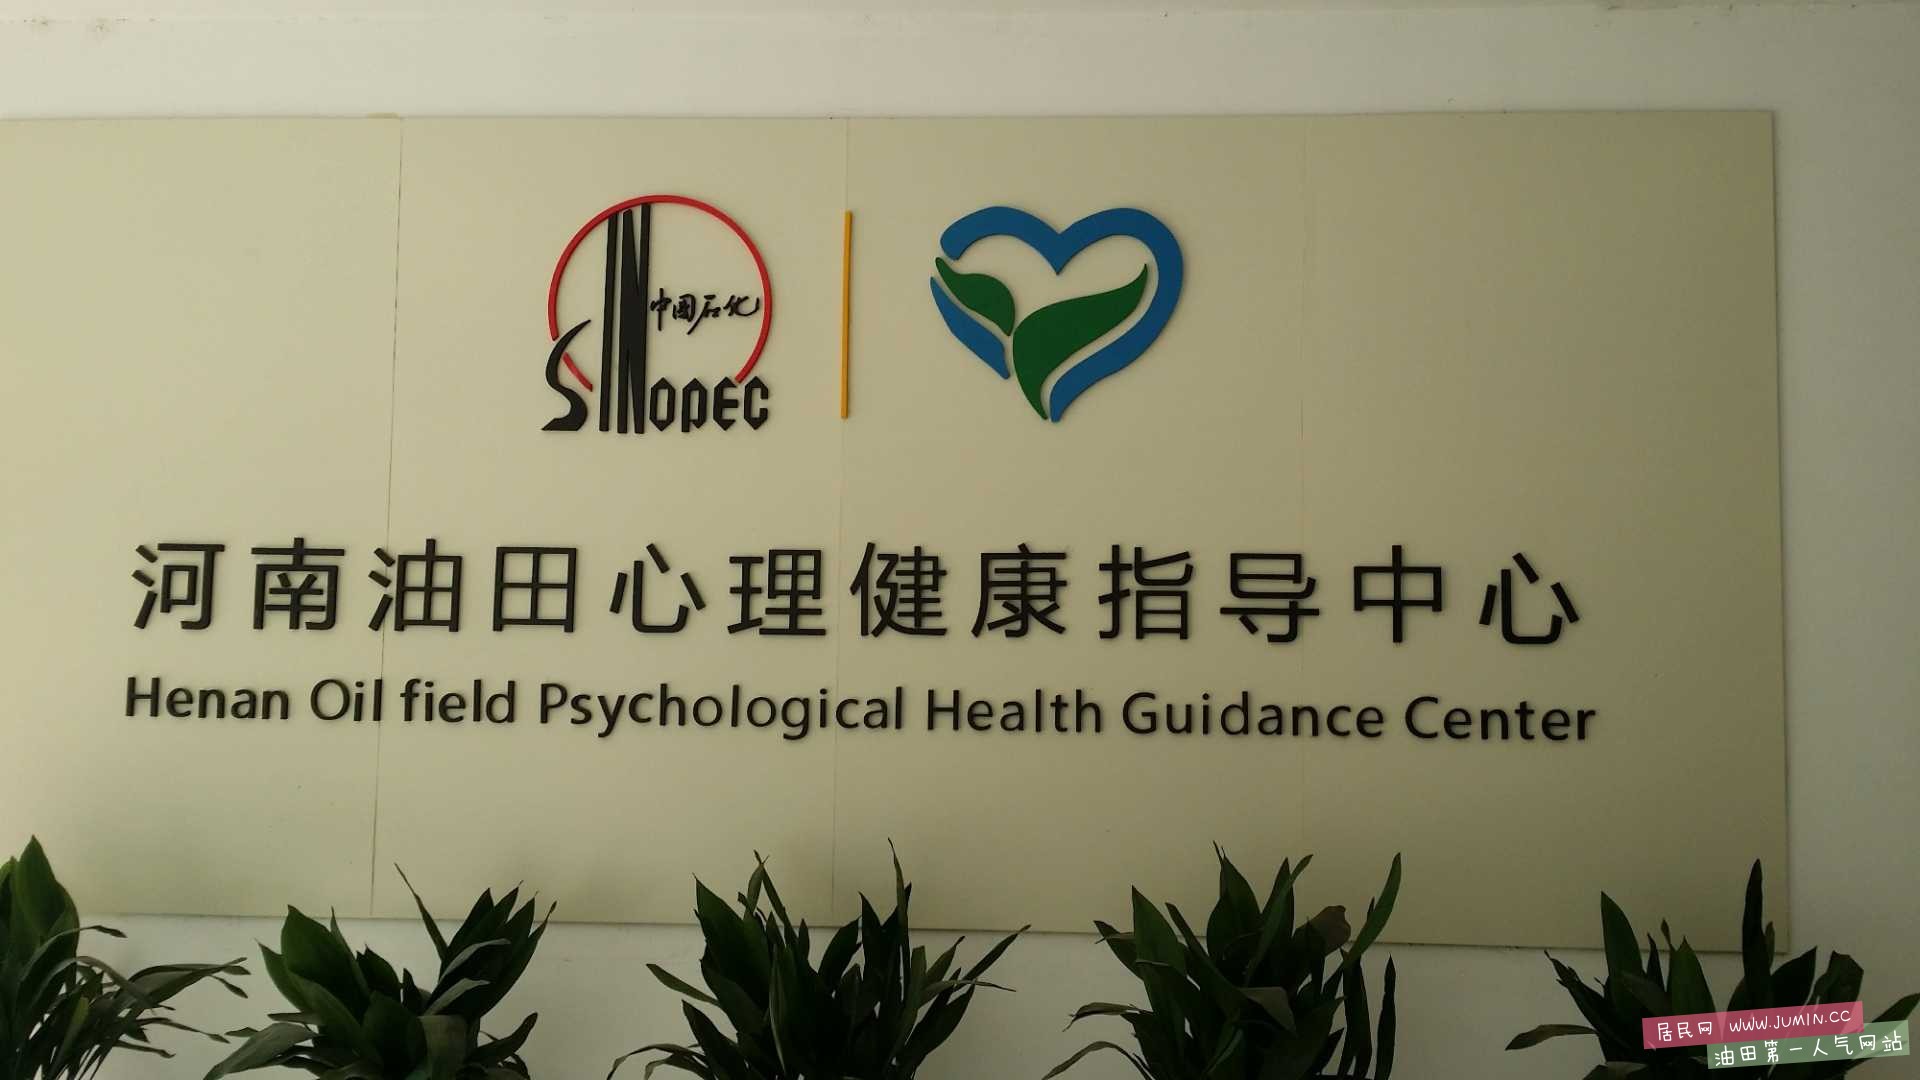 中国石化
SINOPEC
河南油田心理健康指导中心
Henan Oil field Psychological Health Guidance Center
居民网 WWW.JUMIN.CC
油田第一人气网站